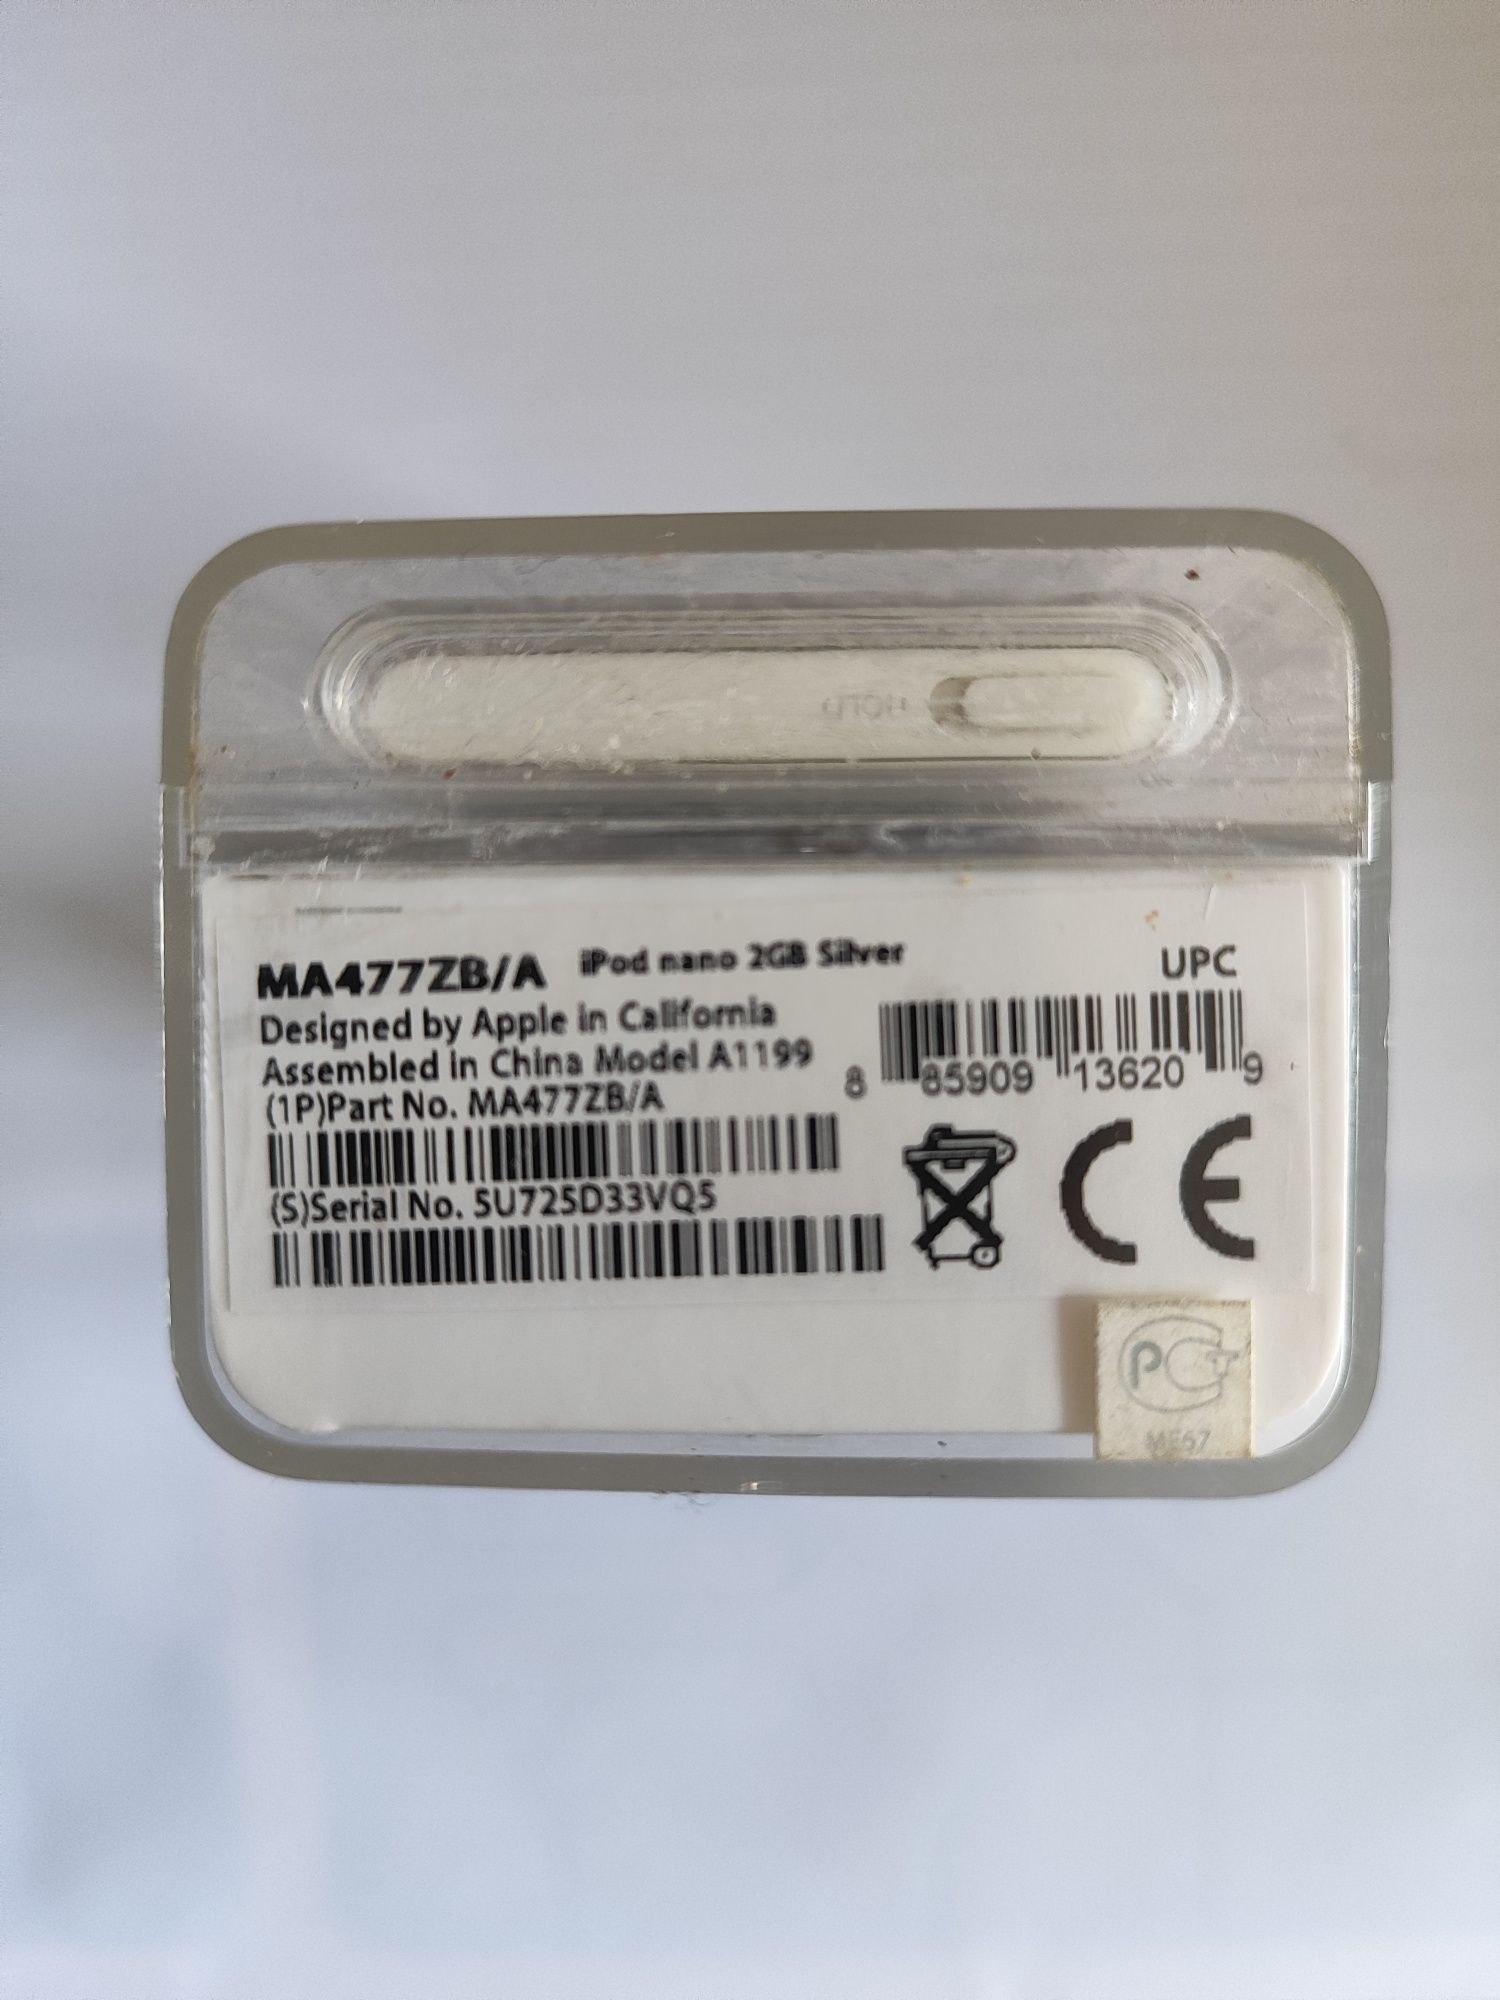 HOLD
MA477ZB/A iPod nano 2GB Silver
UPC
Designed by Apple in California
Assembled in China Model A1199
(1P)Part No. MA477ZB/A
8 85909 13620 9
(S)Serial No. 5U725D33VQ5
CE
PCT
ME67